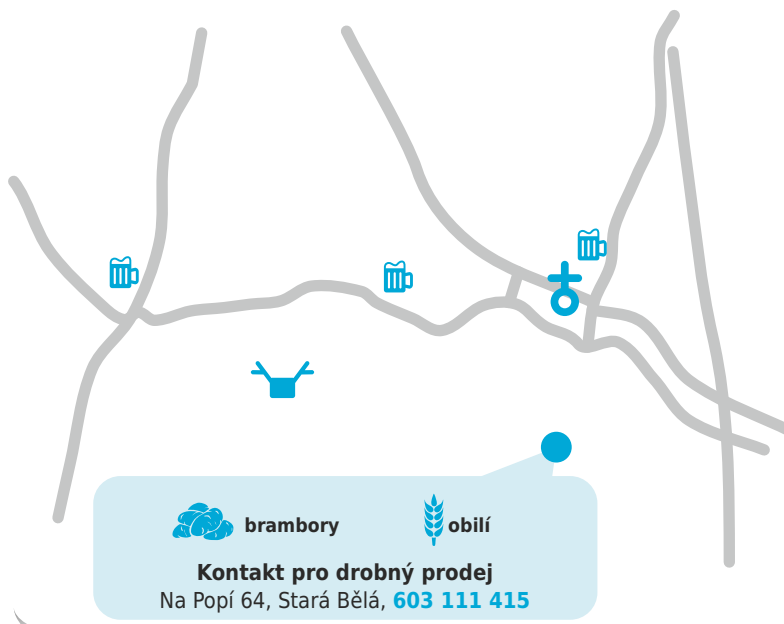 brambory
obilí
Kontakt pro drobný prodej
Na Popí 64, Stará Bělá, 603 111 415